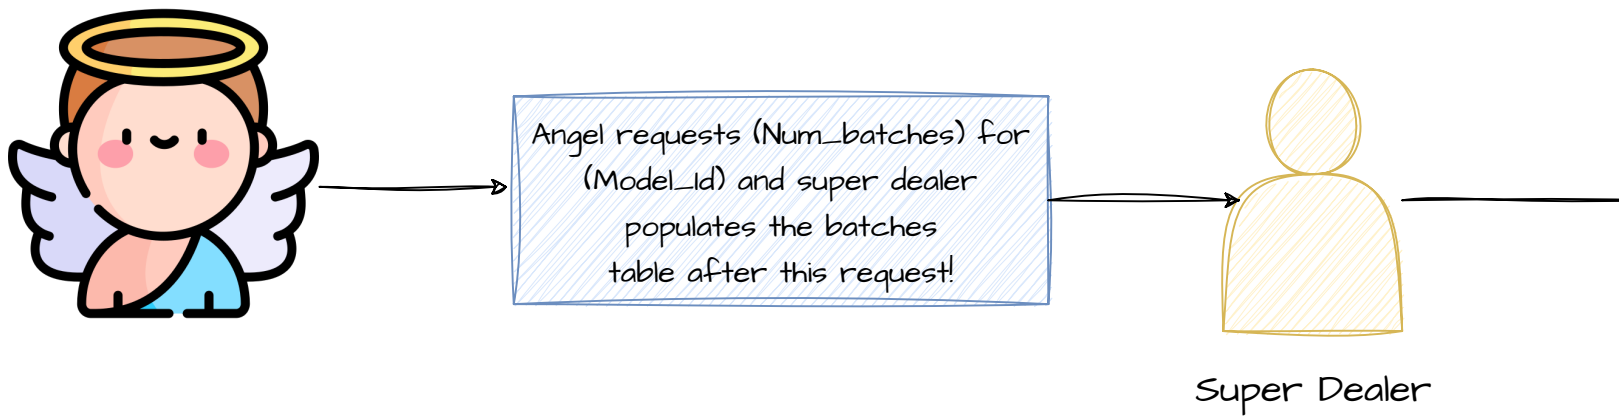 Angel requests (Num_batches) for
(Model_Id) and super dealer
populates the batches
table after this request!
Super Dealer